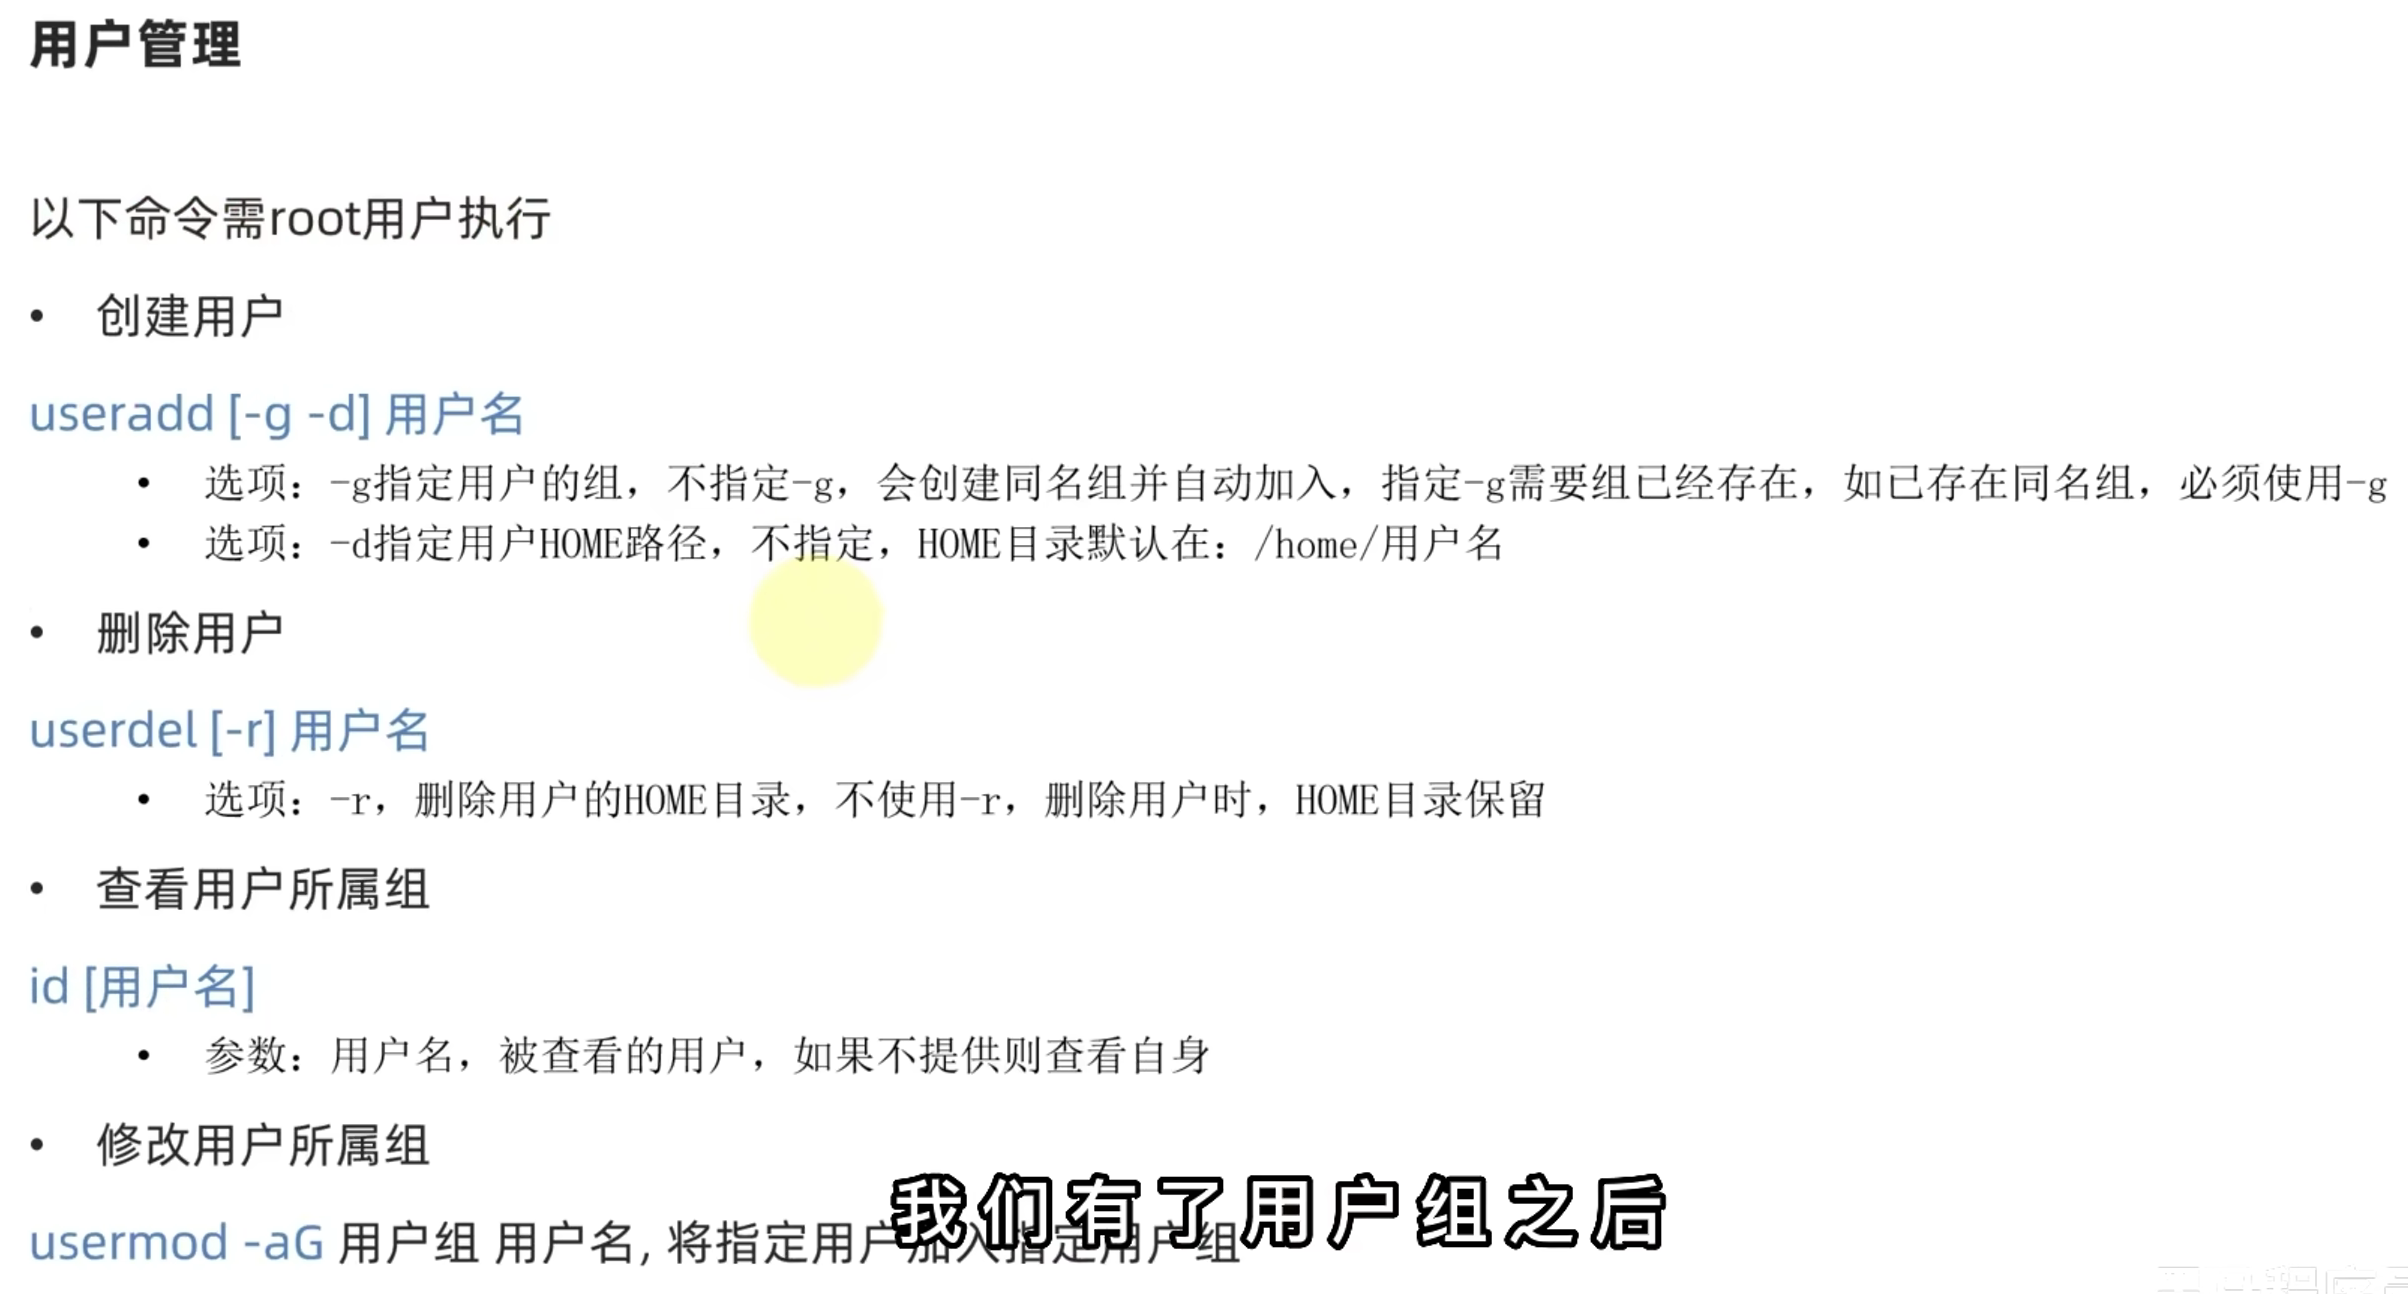 用户管理
以下命令需root用户执行
• 创建用户
useradd [-g -d] 用户名
• 选项：-g指定用户的组，不指定-g，会创建同名组并自动加入，指定-g需要组已经存在，如已存在同名组，必须使用-g
• 选项：-d指定用户HOME路径，不指定，HOME目录默认在：/home/用户名
• 删除用户
userdel [-r] 用户名
• 选项：-r，删除用户的HOME目录，不使用-r，删除用户时，HOME目录保留
• 查看用户所属组
id [用户名]
• 参数：用户名，被查看的用户，如果不提供则查看自身
• 修改用户所属组
usermod -aG 用户组 用户名, 将指定用户加入指定用户组
我们有了用户组之后